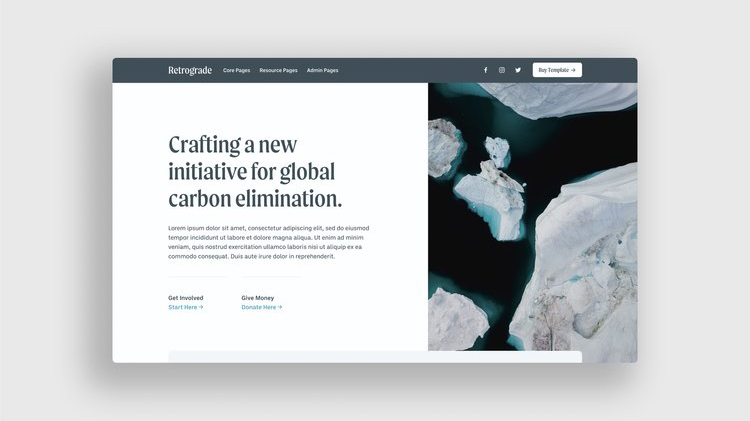 Retrograde Core Pages Resource Pages Admin Pages Buy Template →
Crafting a new
initiative for global
carbon elimination.
Lorem ipsum dolor sit amet, consectetur adipiscing elit, sed do eiusmod
tempor incididunt ut labore et dolore magna aliqua. Ut enim ad minim
veniam, quis nostrud exercitation ullamco laboris nisi ut aliquip ex ea
commodo consequat. Duis aute irure dolor in reprehenderit.
Get Involved
Start Here →
Give Money
Donate Here →